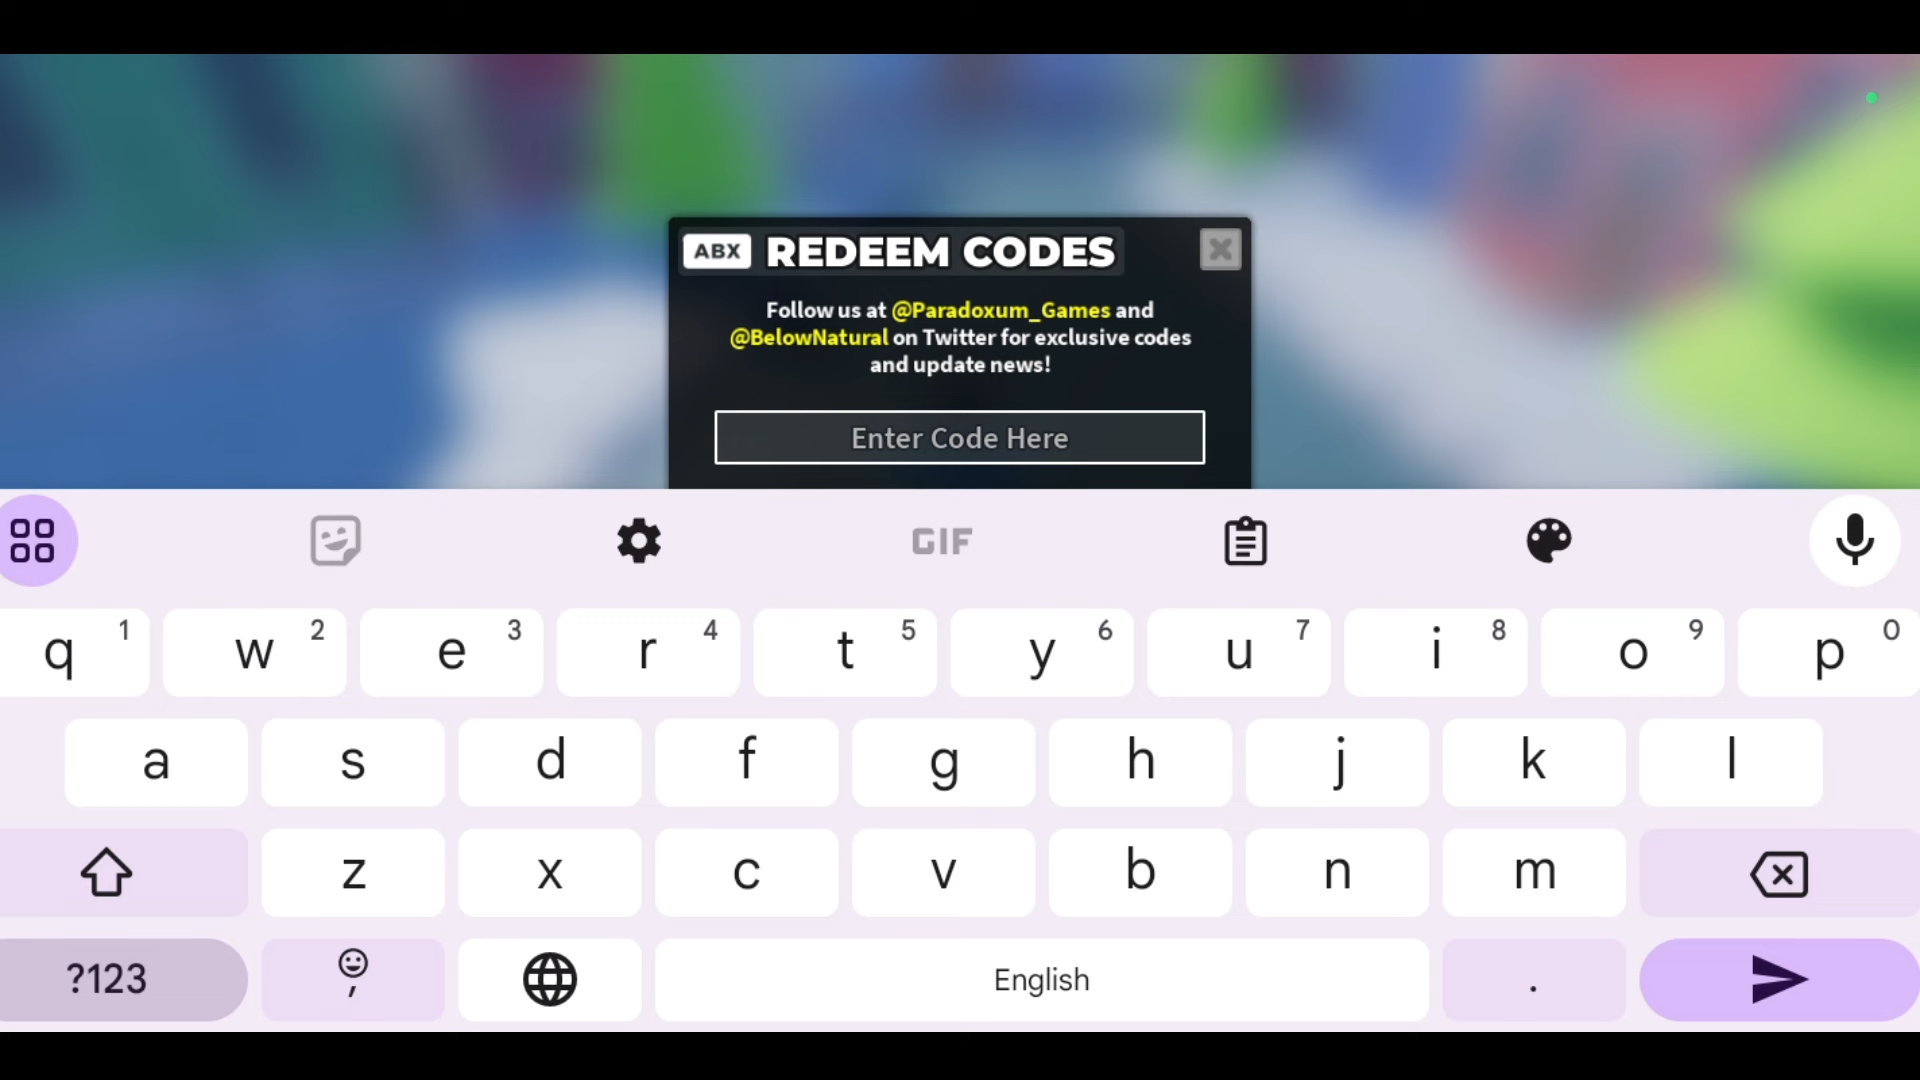 ABX REDEEM CODES
Follow us at @Paradoxum_Games and
@BelowNatural on Twitter for exclusive codes
and update news!
Enter Code Here
GIF
q 1 w 2 e 3 r 4 t 5 y 6 u 7 i 8 o 9 p 0
a s d f g h j k l
z x c v b n m
?123 , English .